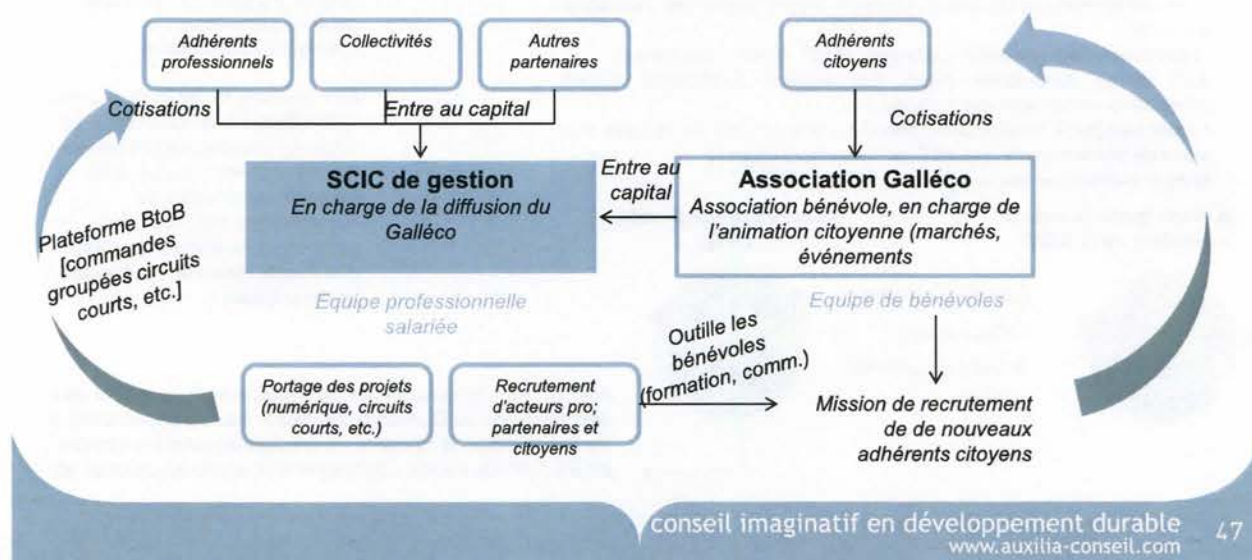 Adhérents
professionnels
Collectivités
Autres
partenaires
Adhérents
citoyens
Cotisations
Entre au capital
Cotisations
SCIC de gestion
En charge de la diffusion du
Galléco
Entre au
capital
Association Galléco
Association bénévole, en charge de
l'animation citoyenne (marchés,
événements
Plateforme BtoB
[commandes
groupées circuits
courts, etc.]
Equipe professionnelle
salariée
Equipe de bénévoles
Outille les
bénévoles
(formation, comm.)
Portage des projets
(numérique, circuits
courts, etc.)
Recrutement
d'acteurs pro;
partenaires et
citoyens
Mission de recrutement
de de nouveaux
adhérents citoyens
conseil imaginatif en développement durable
www.auxilia-conseil.com
47